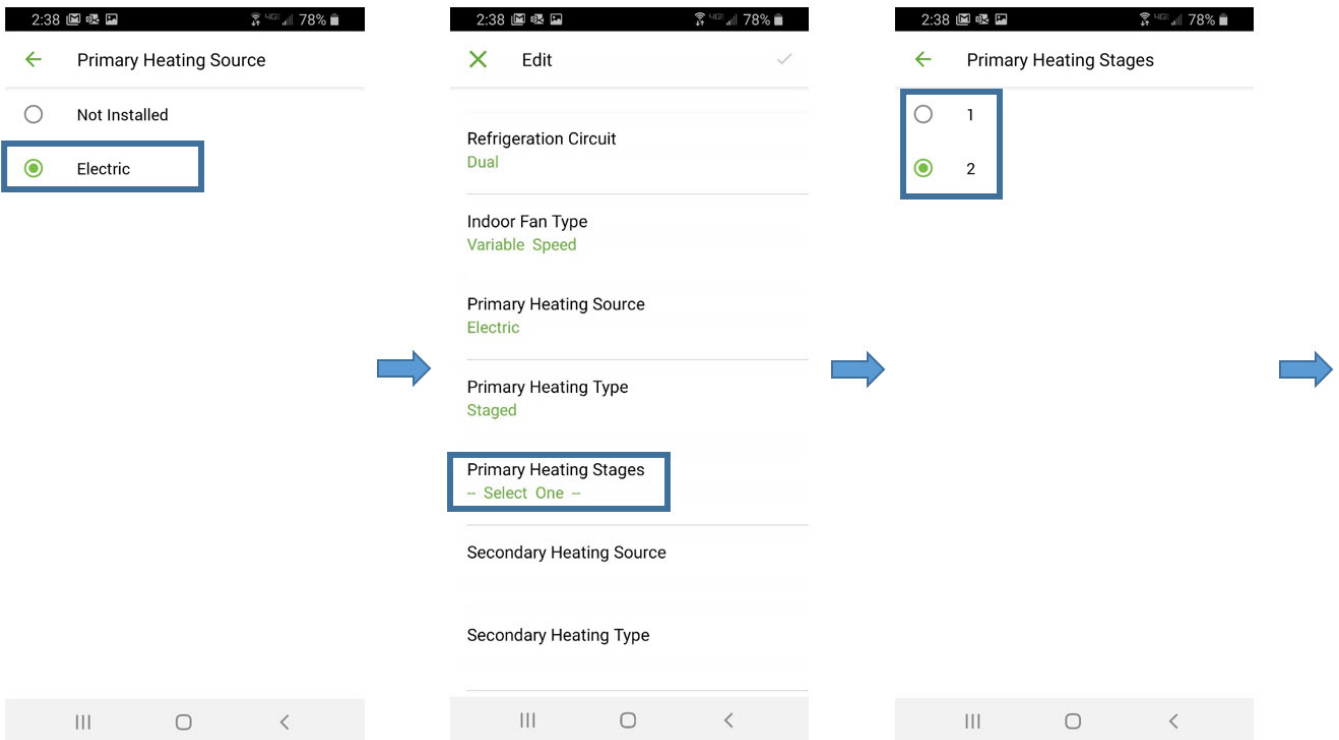 2:38 78%
Primary Heating Source
Not Installed
Electric
2:38 78%
Edit
Refrigeration Circuit
Dual
Indoor Fan Type
Variable Speed
Primary Heating Source
Electric
Primary Heating Type
Staged
Primary Heating Stages
-- Select One --
Secondary Heating Source
Secondary Heating Type
2:38 78%
Primary Heating Stages
1
2